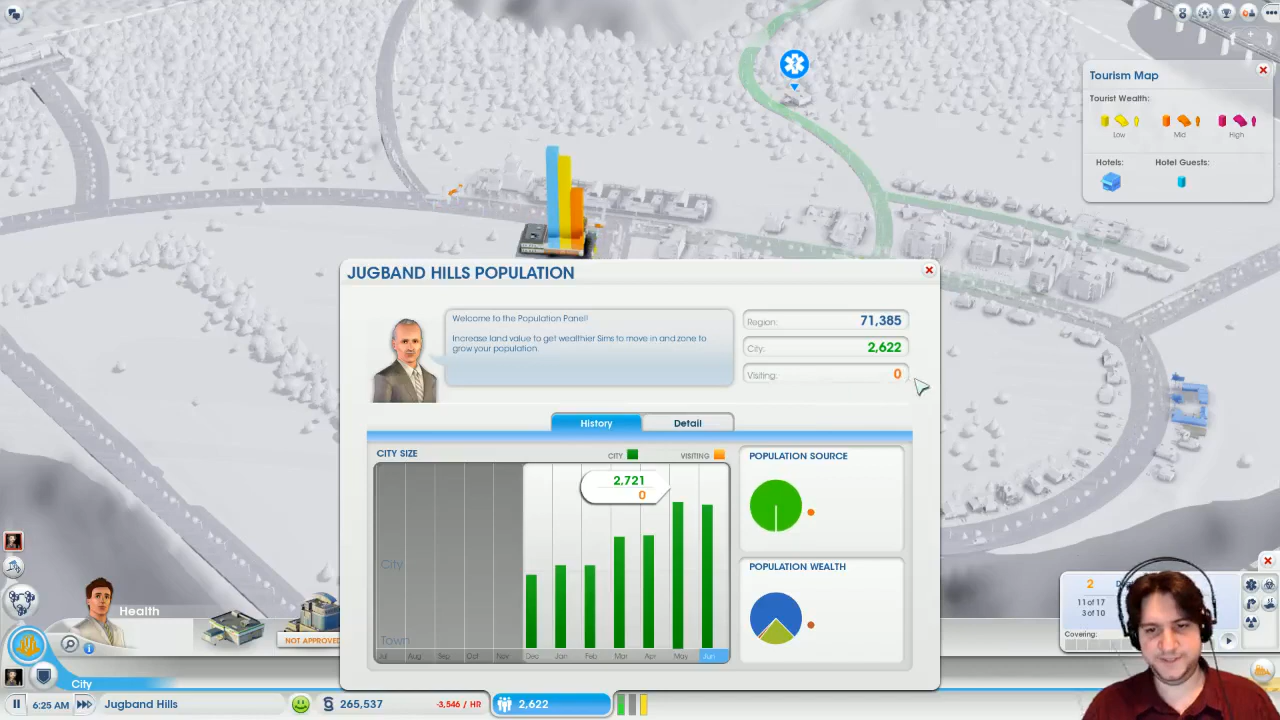 Tourism Map
Tourist Wealth:
Low
Mid
High
Hotels:
Hotel Guests:
JUGBAND HILLS POPULATION
Welcome to the Population Panel!
Increase land value to get wealthier Sims to move in and zone to
grow your population.
Region: 71,385
City: 2,622
Visiting: 0
History
Detail
CITY SIZE
CITY
VISITING
2,721
0
City
Town
Jul Aug Sep Oct Nov Dec Jan Feb Mar Apr May Jun
POPULATION SOURCE
POPULATION WEALTH
Health
NOT APPROVED
2
11 of 17
3 of 10
Covering:
City
6:25 AM
Jugband Hills
265,537
-3,546 / HR
2,622